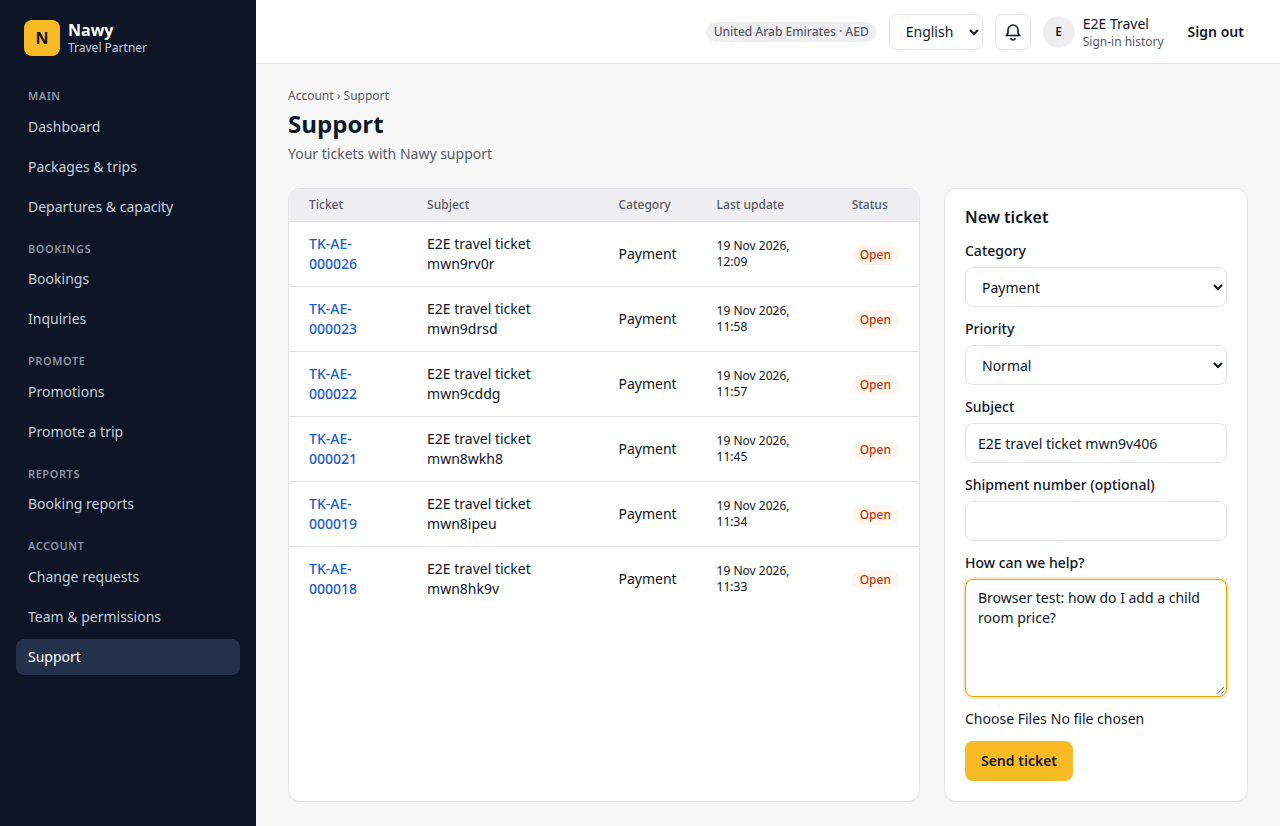 N
Nawy
Travel Partner
MAIN
Dashboard
Packages & trips
Departures & capacity
BOOKINGS
Bookings
Inquiries
PROMOTE
Promotions
Promote a trip
REPORTS
Booking reports
ACCOUNT
Change requests
Team & permissions
Support
United Arab Emirates · AED
English
E
E2E Travel
Sign-in history
Sign out
Account › Support
Support
Your tickets with Nawy support
Ticket Subject Category Last update Status
TK-AE-000026 E2E travel ticket mwn9rv0r Payment 19 Nov 2026, 12:09 Open
TK-AE-000023 E2E travel ticket mwn9drsd Payment 19 Nov 2026, 11:58 Open
TK-AE-000022 E2E travel ticket mwn9cddg Payment 19 Nov 2026, 11:57 Open
TK-AE-000021 E2E travel ticket mwn8wkh8 Payment 19 Nov 2026, 11:45 Open
TK-AE-000019 E2E travel ticket mwn8ipeu Payment 19 Nov 2026, 11:34 Open
TK-AE-000018 E2E travel ticket mwn8hk9v Payment 19 Nov 2026, 11:33 Open
New ticket
Category
Payment
Priority
Normal
Subject
E2E travel ticket mwn9v406
Shipment number (optional)
How can we help?
Browser test: how do I add a child
room price?
Choose Files No file chosen
Send ticket